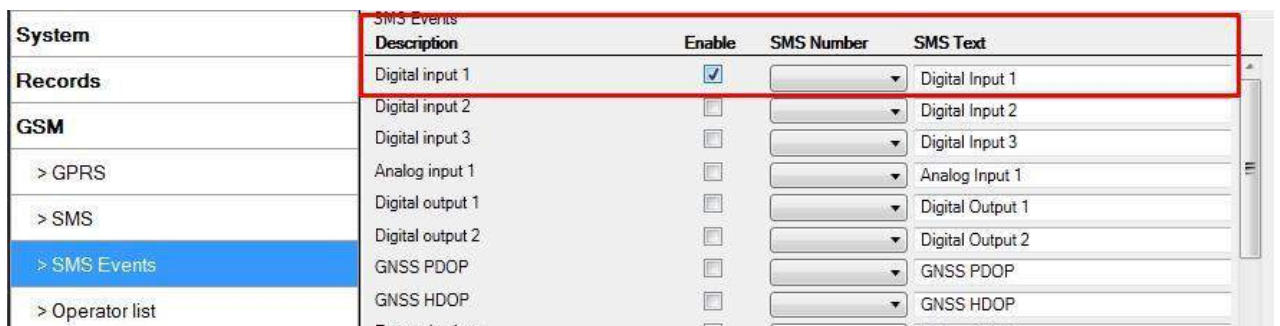 System
Records
GSM
> GPRS
> SMS
> SMS Events
> Operator list
SMS Events
Description Enable SMS Number SMS Text
Digital input 1 Digital Input 1
Digital input 2 Digital Input 2
Digital input 3 Digital Input 3
Analog input 1 Analog Input 1
Digital output 1 Digital Output 1
Digital output 2 Digital Output 2
GNSS PDOP GNSS PDOP
GNSS HDOP GNSS HDOP